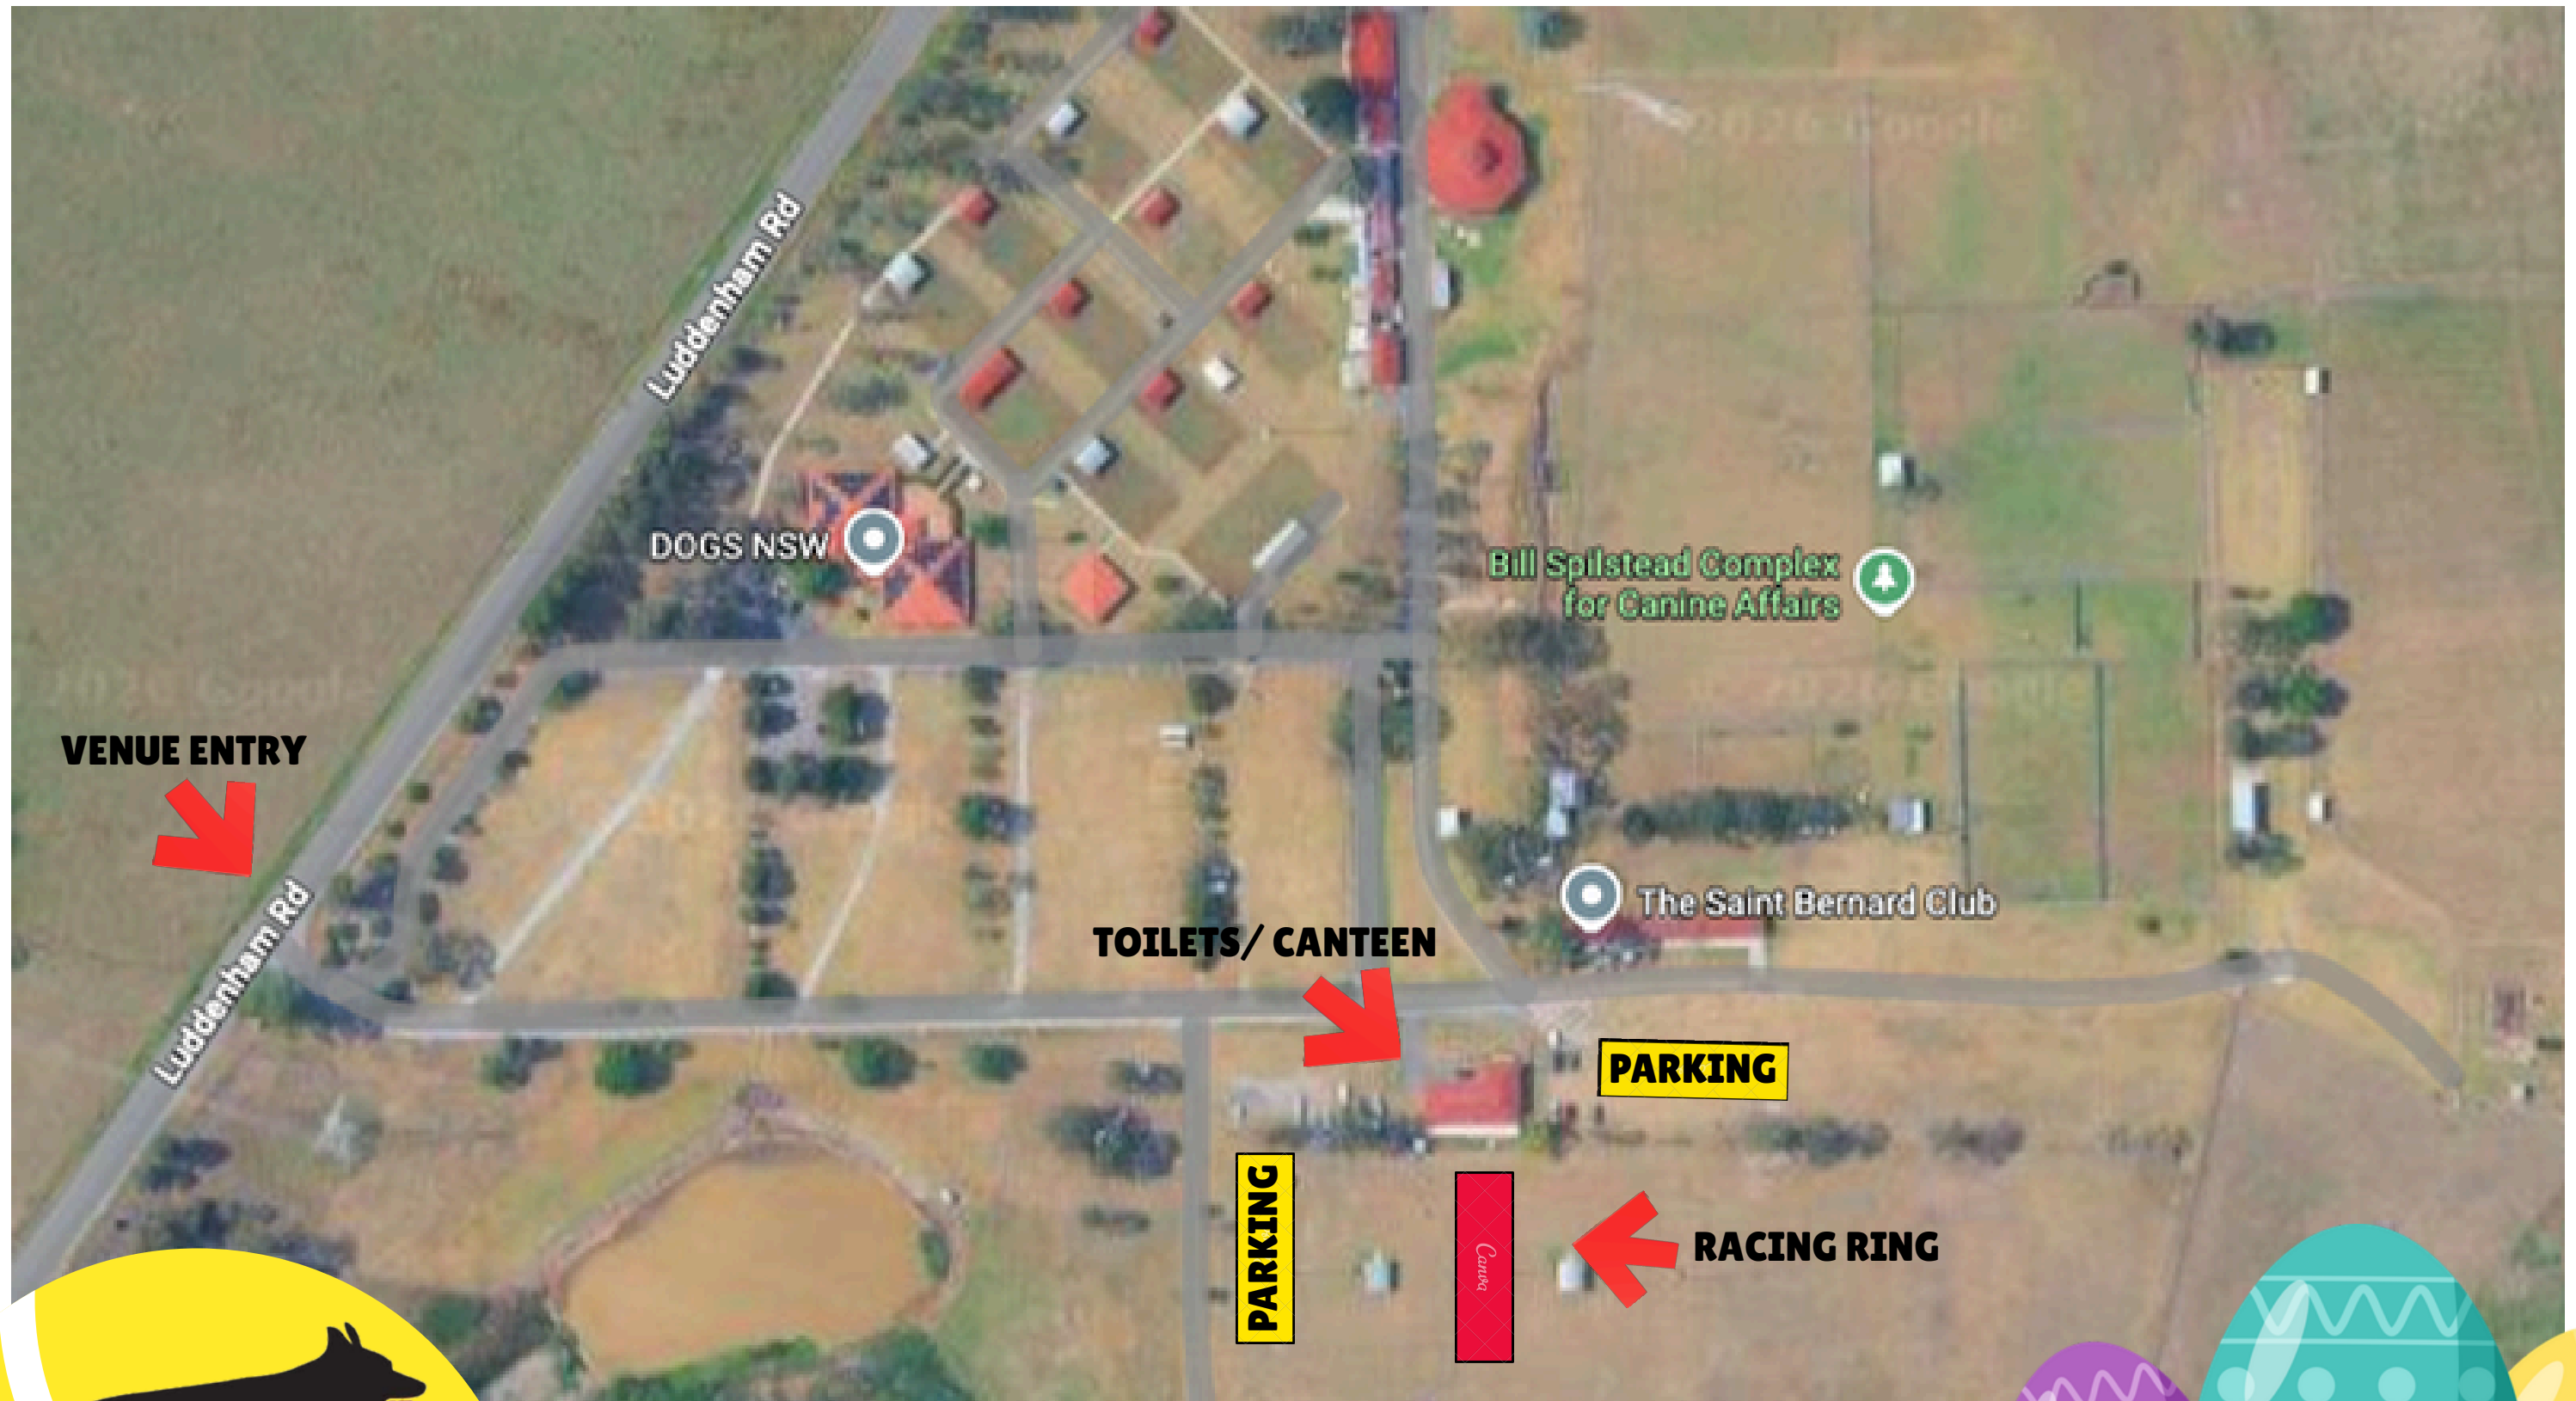 Luddenham Rd
DOGS NSW
Bill Spilstead Complex
for Canine Affairs
VENUE ENTRY
Luddenham Rd
The Saint Bernard Club
TOILETS/ CANTEEN
PARKING
PARKING
RACING RING
Canva